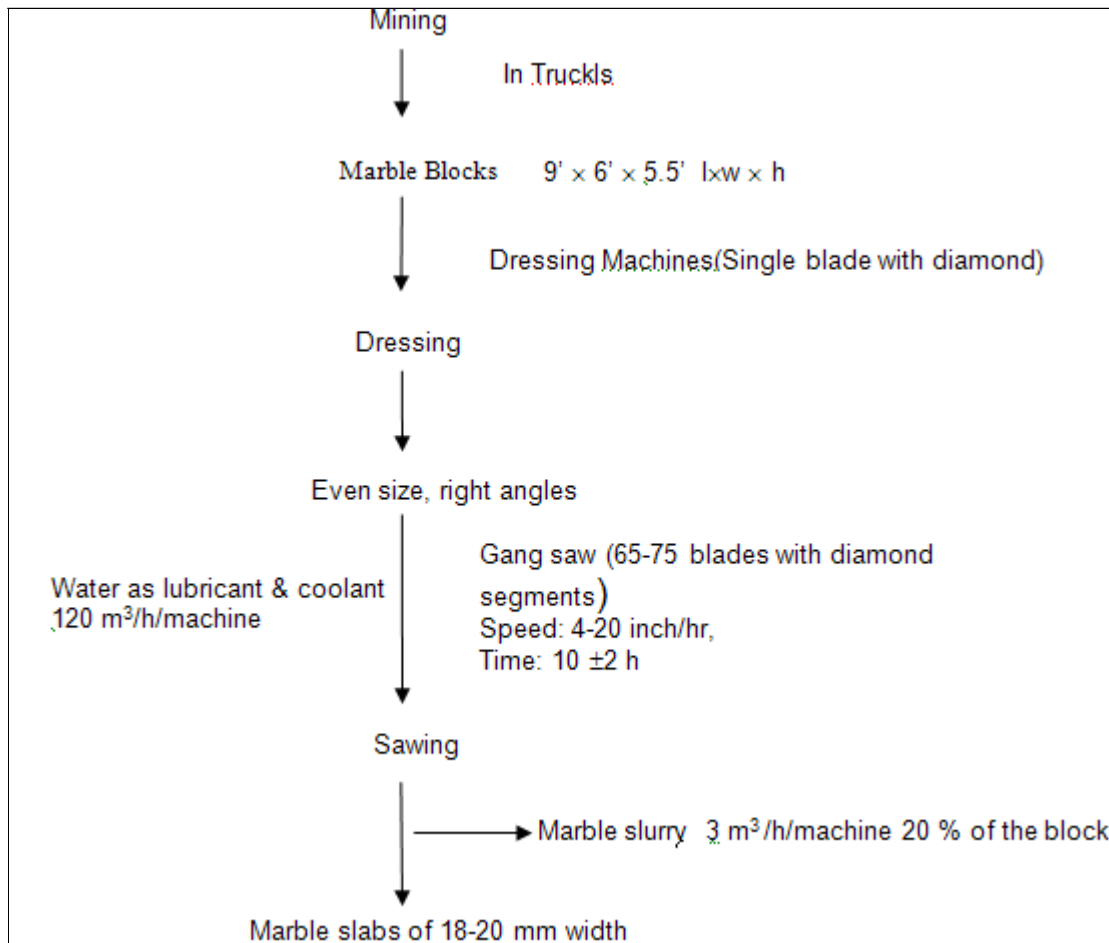 Mining
In Truckls
Marble Blocks 9’ × 6’ × 5.5’ l×w × h
Dressing Machines(Single blade with diamond)
Dressing
Even size, right angles
Water as lubricant & coolant
120 m³/h/machine
Gang saw (65-75 blades with diamond
segments)
Speed: 4-20 inch/hr,
Time: 10 ±2 h
Sawing
Marble slurry 3 m³/h/machine 20 % of the block
Marble slabs of 18-20 mm width